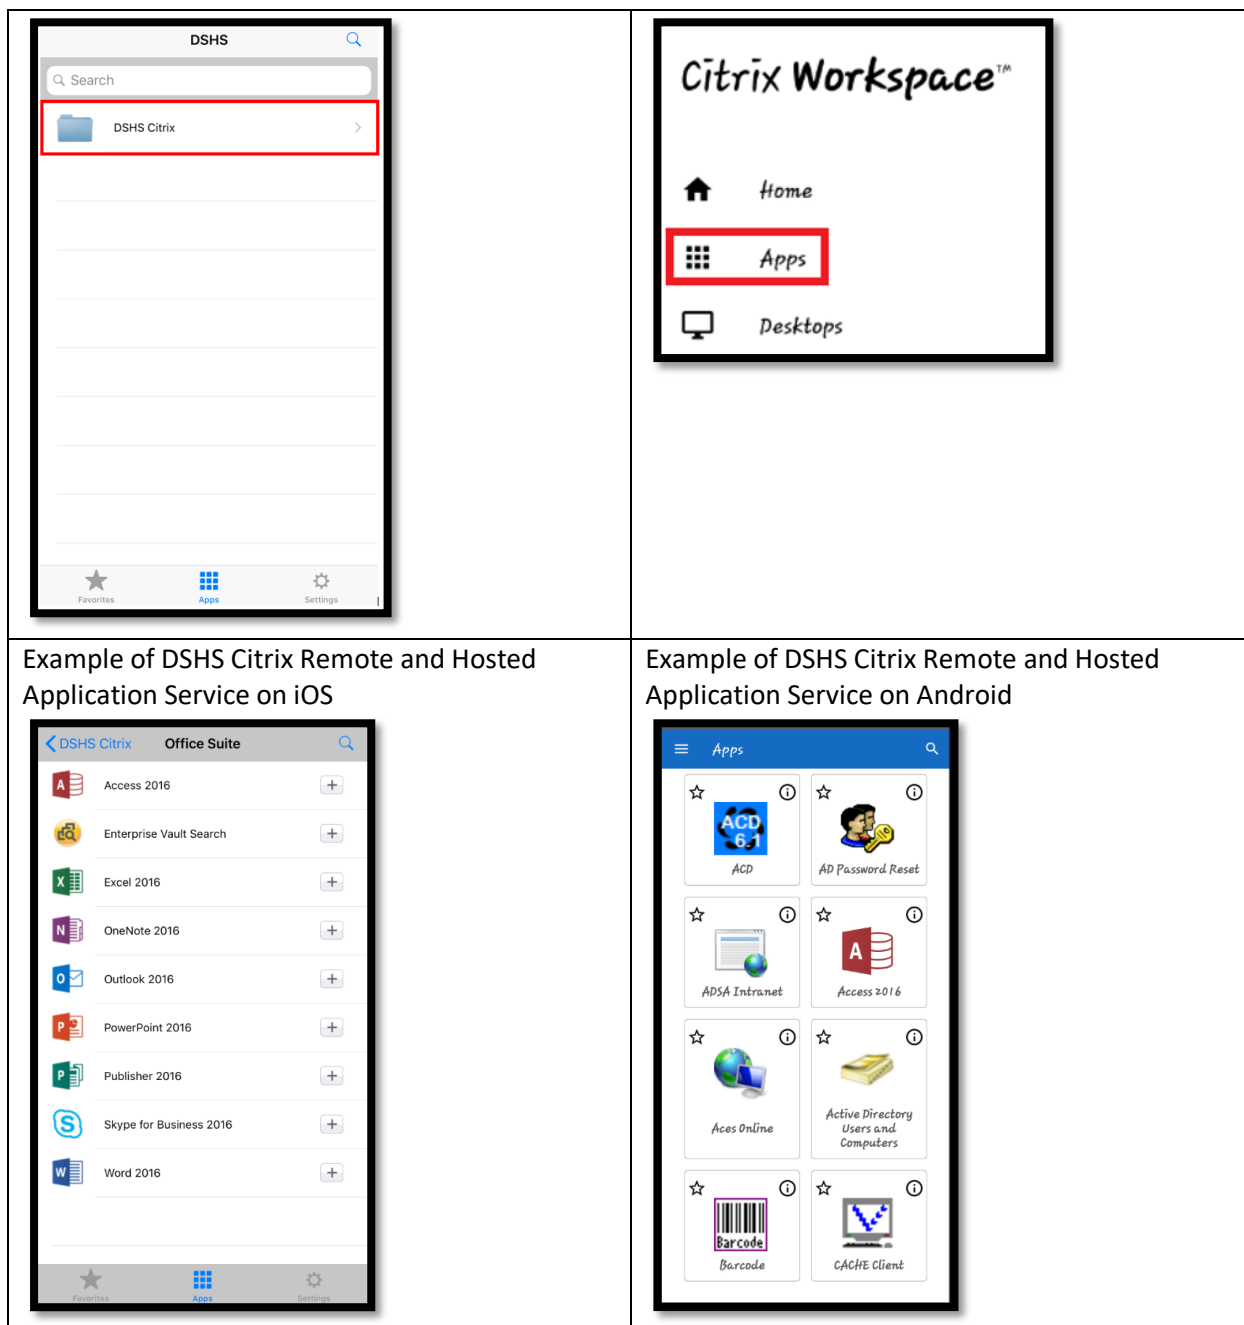 DSHS
Search
DSHS Citrix
Favorites
Apps
Settings
Citrix Workspace™
Home
Apps
Desktops
Example of DSHS Citrix Remote and Hosted
Application Service on iOS
DSHS Citrix Office Suite
Access 2016
Enterprise Vault Search
Excel 2016
OneNote 2016
Outlook 2016
PowerPoint 2016
Publisher 2016
Skype for Business 2016
Word 2016
Favorites
Apps
Settings
Example of DSHS Citrix Remote and Hosted
Application Service on Android
Apps
ACD
6.1
ACD
AD Password Reset
ADSA Intranet
A
Access 2016
Aces Online
Active Directory
Users and
Computers
Barcode
Barcode
CACHE Client